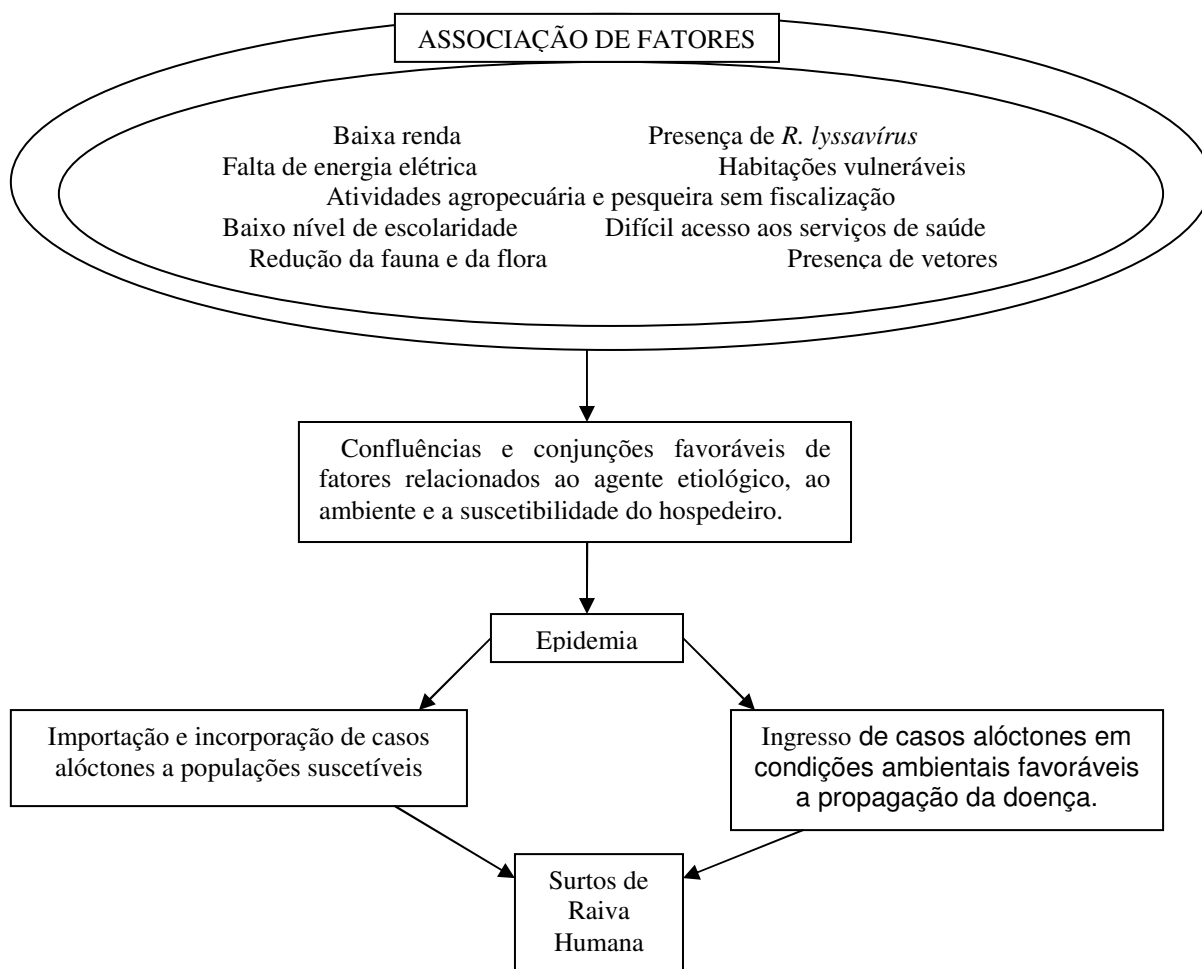 ASSOCIAÇÃO DE FATORES
Baixa renda Presença de R. lyssavírus
Falta de energia elétrica Habitações vulneráveis
Atividades agropecuária e pesqueira sem fiscalização
Baixo nível de escolaridade Difícil acesso aos serviços de saúde
Redução da fauna e da flora Presença de vetores
Confluências e conjunções favoráveis de
fatores relacionados ao agente etiológico, ao
ambiente e a suscetibilidade do hospedeiro.
Epidemia
Importação e incorporação de casos
alóctones a populações suscetíveis
Ingresso de casos alóctones em
condições ambientais favoráveis
a propagação da doença.
Surtos de
Raiva
Humana